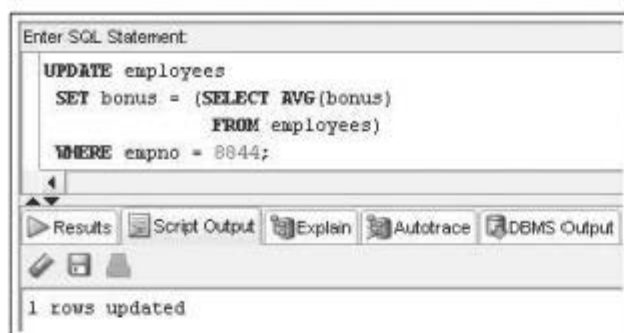 Enter SQL Statement:
UPDATE employees
SET bonus = (SELECT AVG(bonus)
FROM employees)
WHERE empno = 8844;
Results Script Output Explain Autotrace DBMS Output
1 rows updated